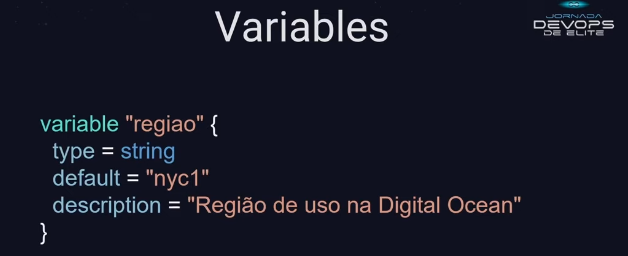 Variables
JORNADA
DEVOPS
DE ELITE
variable "regiao" {
type = string
default = "nyc1"
description = "Região de uso na Digital Ocean"
}